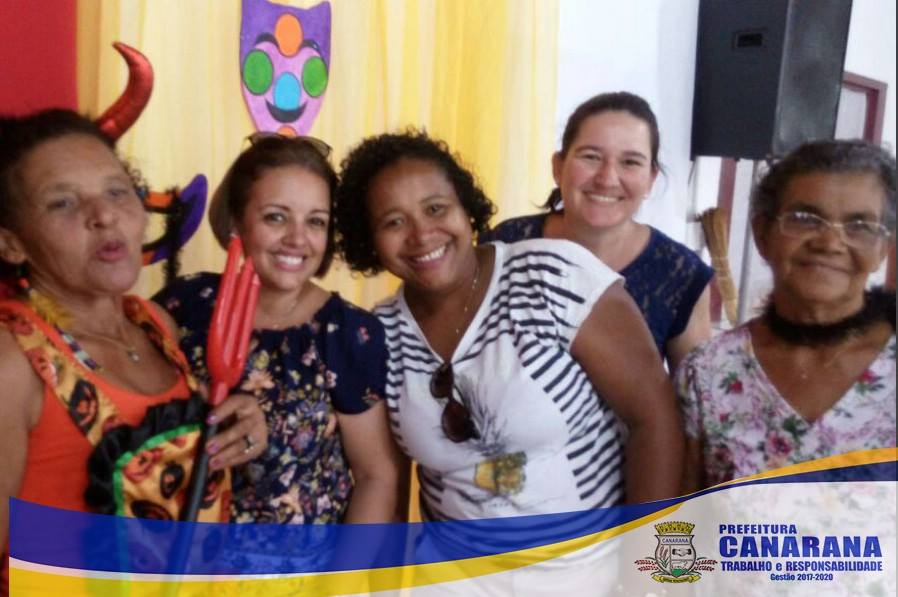 PREFEITURA
CANARANA
TRABALHO e RESPONSABILIDADE
Gestão 2017-2020
CANARANA